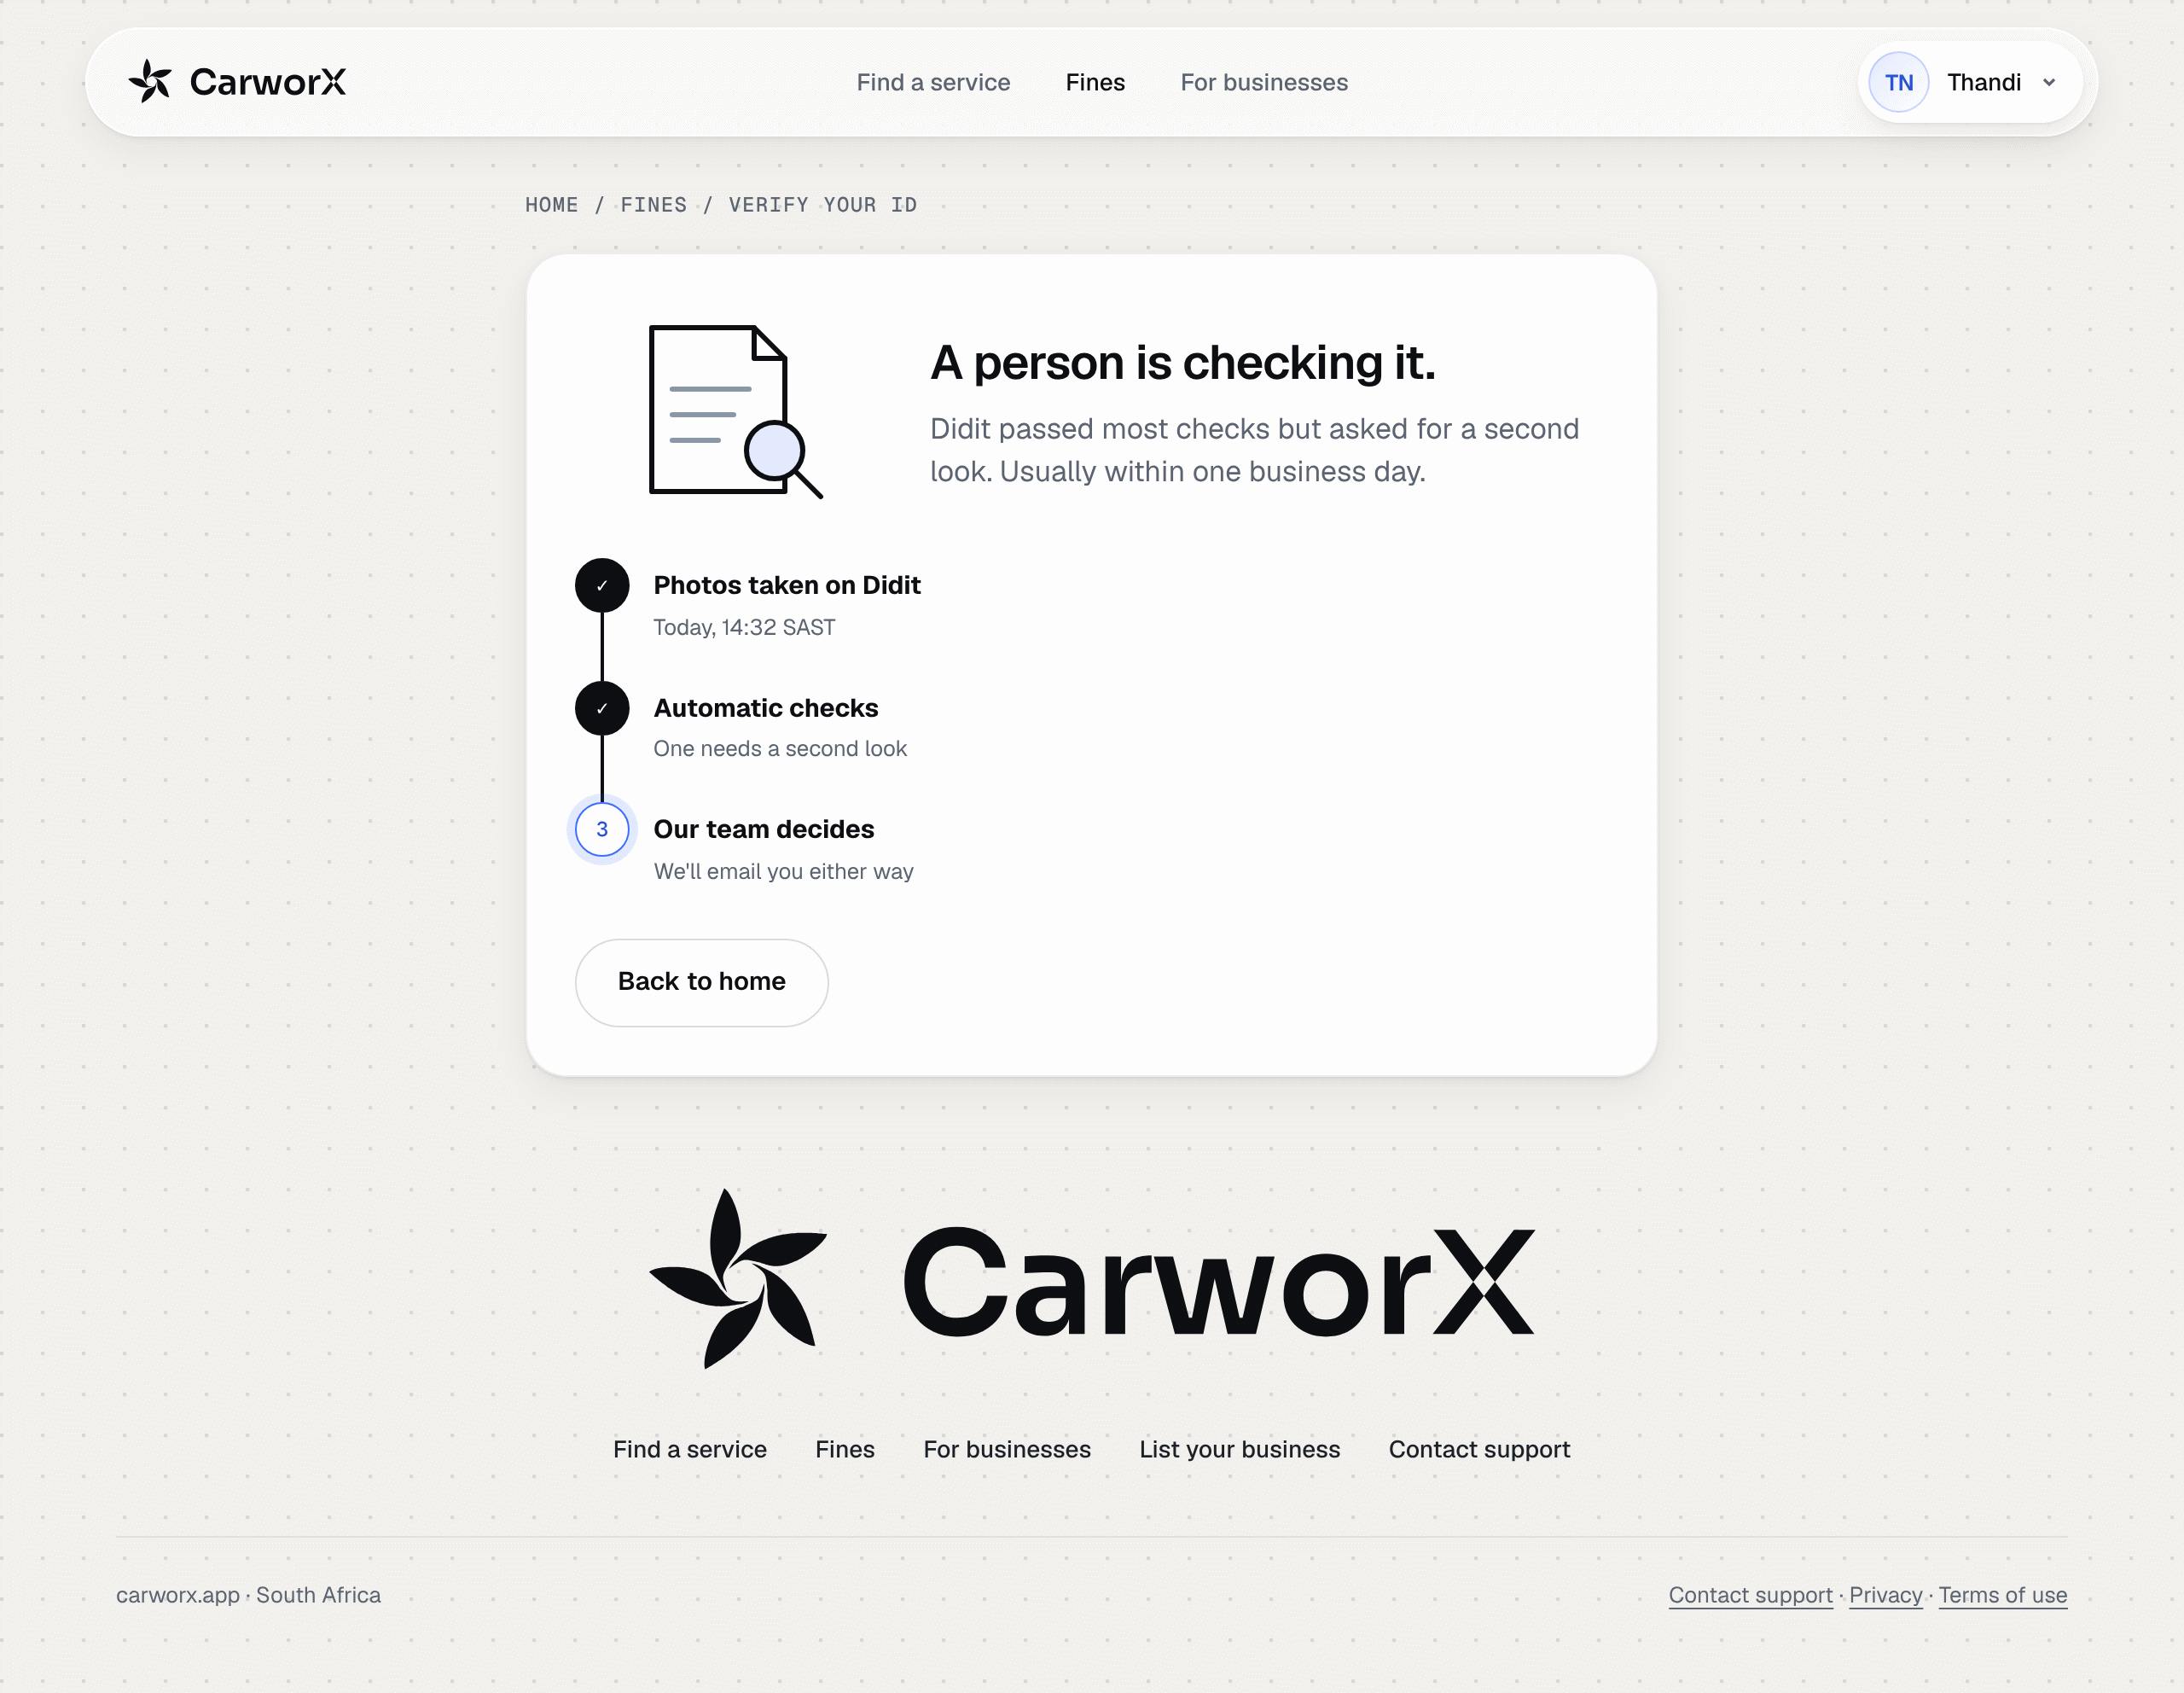 CarworX
Find a service
Fines
For businesses
TN
Thandi
HOME / FINES / VERIFY YOUR ID
A person is checking it.
Didit passed most checks but asked for a second
look. Usually within one business day.
✓
Photos taken on Didit
Today, 14:32 SAST
✓
Automatic checks
One needs a second look
3
Our team decides
We'll email you either way
Back to home
CarworX
Find a service
Fines
For businesses
List your business
Contact support
carworx.app · South Africa
Contact support · Privacy · Terms of use